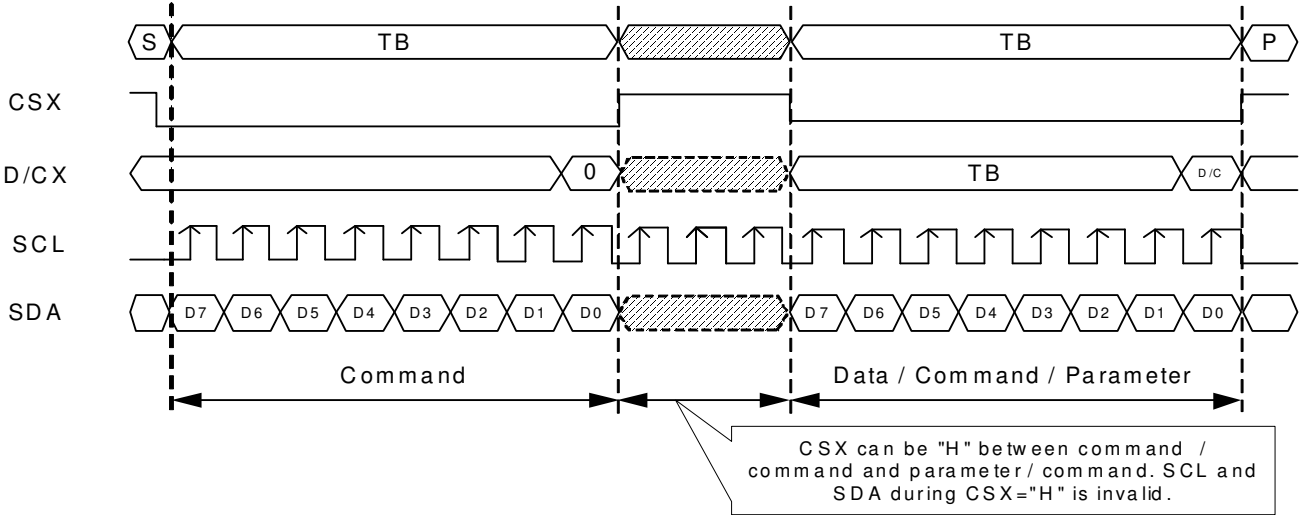 S TB TB P
CSX
D/CX 0 TB D/C
SCL
SDA D7 D6 D5 D4 D3 D2 D1 D0 D7 D6 D5 D4 D3 D2 D1 D0
Command Data / Command / Parameter
CSX can be "H" between command /
command and parameter / command. SCL and
SDA during CSX="H" is invalid.